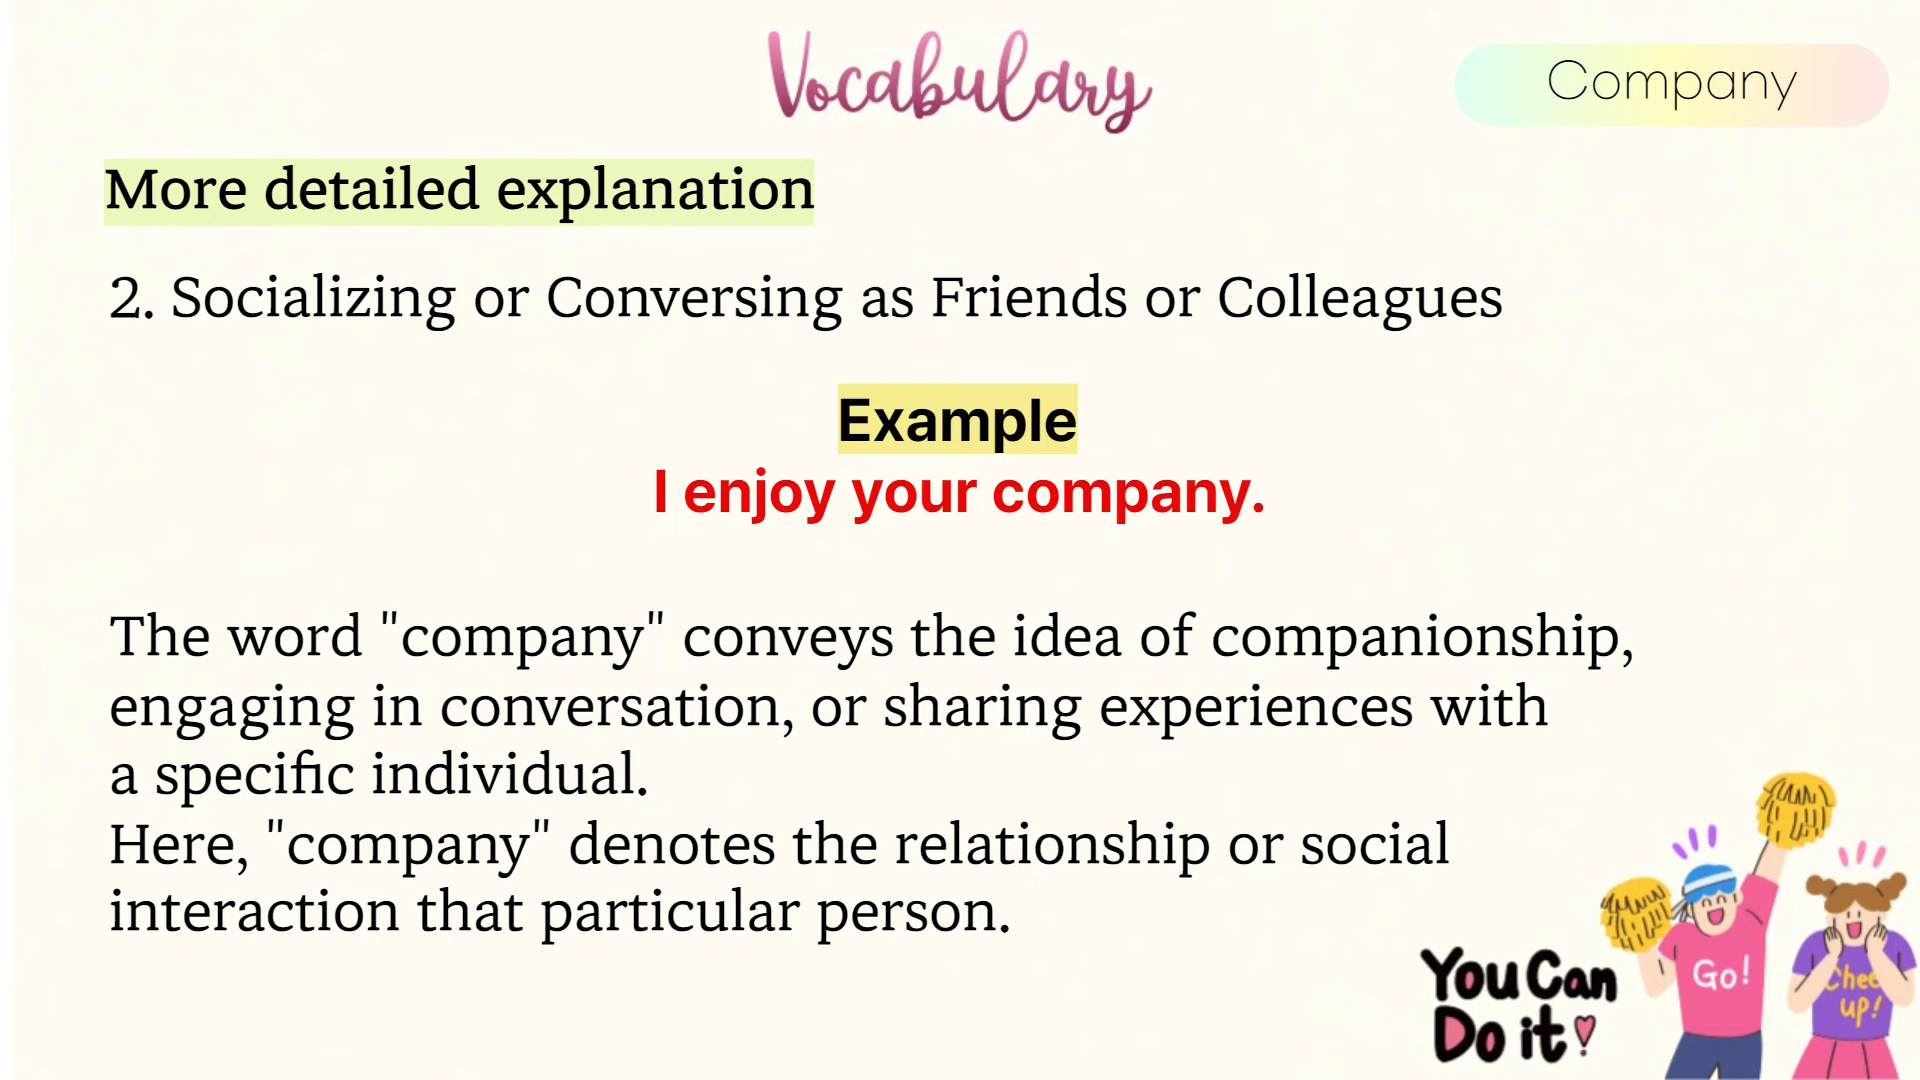 Vocabulary
Company
More detailed explanation
2. Socializing or Conversing as Friends or Colleagues
Example
I enjoy your company.
The word "company" conveys the idea of companionship,
engaging in conversation, or sharing experiences with
a specific individual.
Here, "company" denotes the relationship or social
interaction that particular person.
You Can
Do it!
Go!
Chee
up!